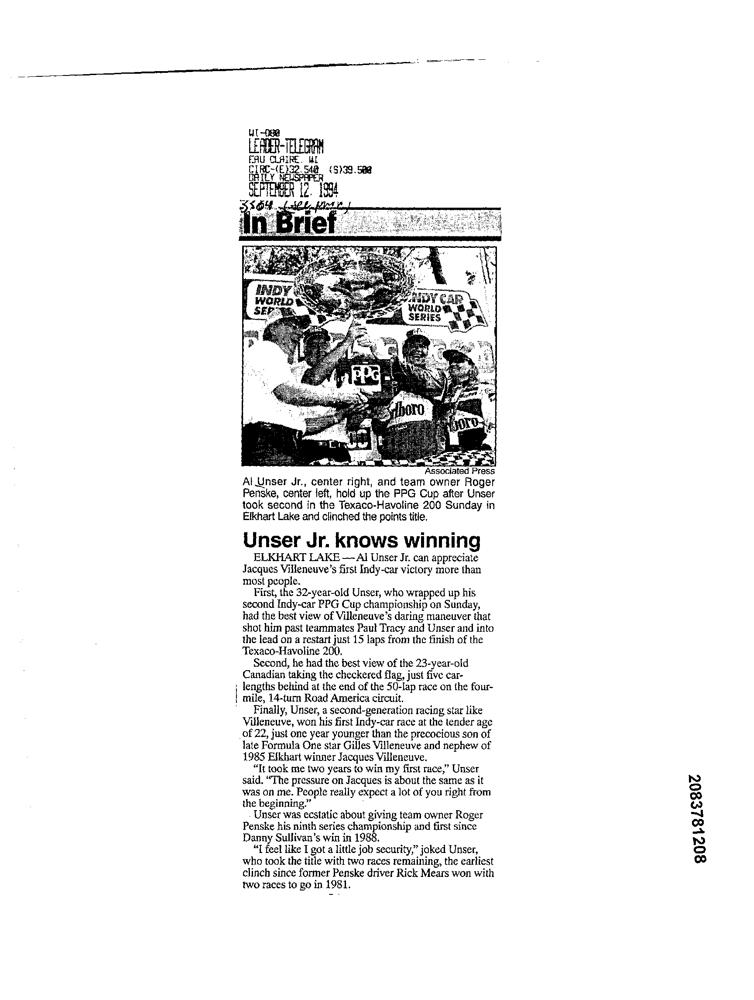 WI-D80
LEADER-TELEGRAM
EAU CLAIRE, WI
CIRC-(E)32.540 (S)39.500
DAILY NEWSPAPER
SEPTEMBER 12. 1994
In Brief
INDY
WORLD
INDY CAR
WORLD
SERIES
PPG
lboro
lboro
Associated Press
Al Unser Jr., center right, and team owner Roger
Penske, center left, hold up the PPG Cup after Unser
took second in the Texaco-Havoline 200 Sunday in
Elkhart Lake and clinched the points title.
Unser Jr. knows winning
ELKHART LAKE — Al Unser Jr. can appreciate
Jacques Villeneuve's first Indy-car victory more than
most people.
First, the 32-year-old Unser, who wrapped up his
second Indy-car PPG Cup championship on Sunday,
had the best view of Villeneuve's daring maneuver that
shot him past teammates Paul Tracy and Unser and into
the lead on a restart just 15 laps from the finish of the
Texaco-Havoline 200.
Second, he had the best view of the 23-year-old
Canadian taking the checkered flag, just five car-
lengths behind at the end of the 50-lap race on the four-
mile, 14-turn Road America circuit.
Finally, Unser, a second-generation racing star like
Villeneuve, won his first Indy-car race at the tender age
of 22, just one year younger than the precocious son of
late Formula One star Gilles Villeneuve and nephew of
1985 Elkhart winner Jacques Villeneuve.
"It took me two years to win my first race," Unser
said. "The pressure on Jacques is about the same as it
was on me. People really expect a lot of you right from
the beginning."
Unser was ecstatic about giving team owner Roger
Penske his ninth series championship and first since
Danny Sullivan's win in 1988.
"I feel like I got a little job security," joked Unser,
who took the title with two races remaining, the earliest
clinch since former Penske driver Rick Mears won with
two races to go in 1981.
2083781208